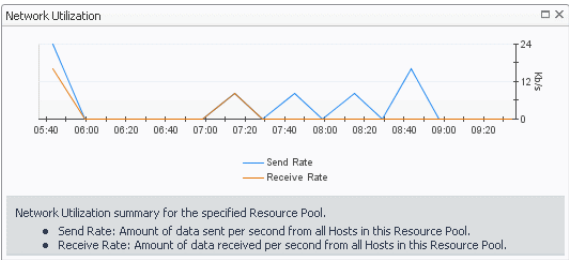 Network Utilization
24
12
0
Kb/s
05:40 06:00 06:20 06:40 07:00 07:20 07:40 08:00 08:20 08:40 09:00 09:20
Send Rate
Receive Rate
Network Utilization summary for the specified Resource Pool.
• Send Rate: Amount of data sent per second from all Hosts in this Resource Pool.
• Receive Rate: Amount of data received per second from all Hosts in this Resource Pool.